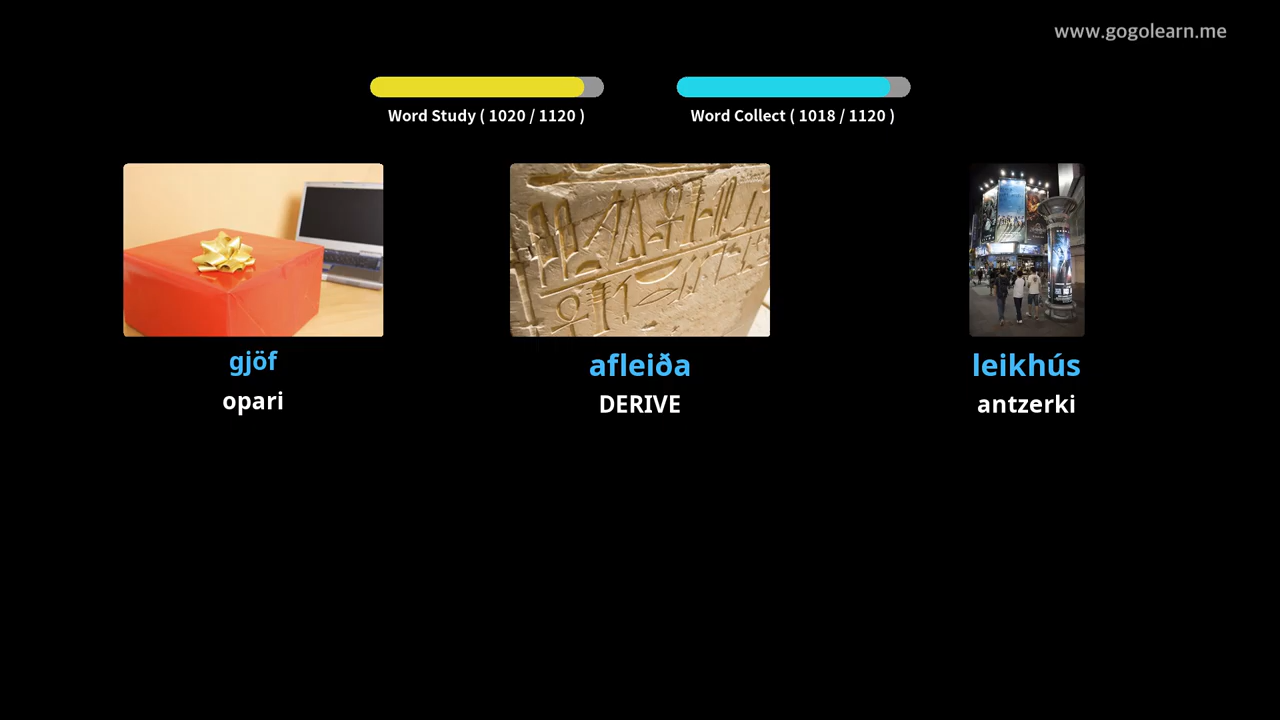 www.gogolearn.me
Word Study ( 1020 / 1120 )
Word Collect ( 1018 / 1120 )
gjöf
opari
afleiða
DERIVE
leikhús
antzerki